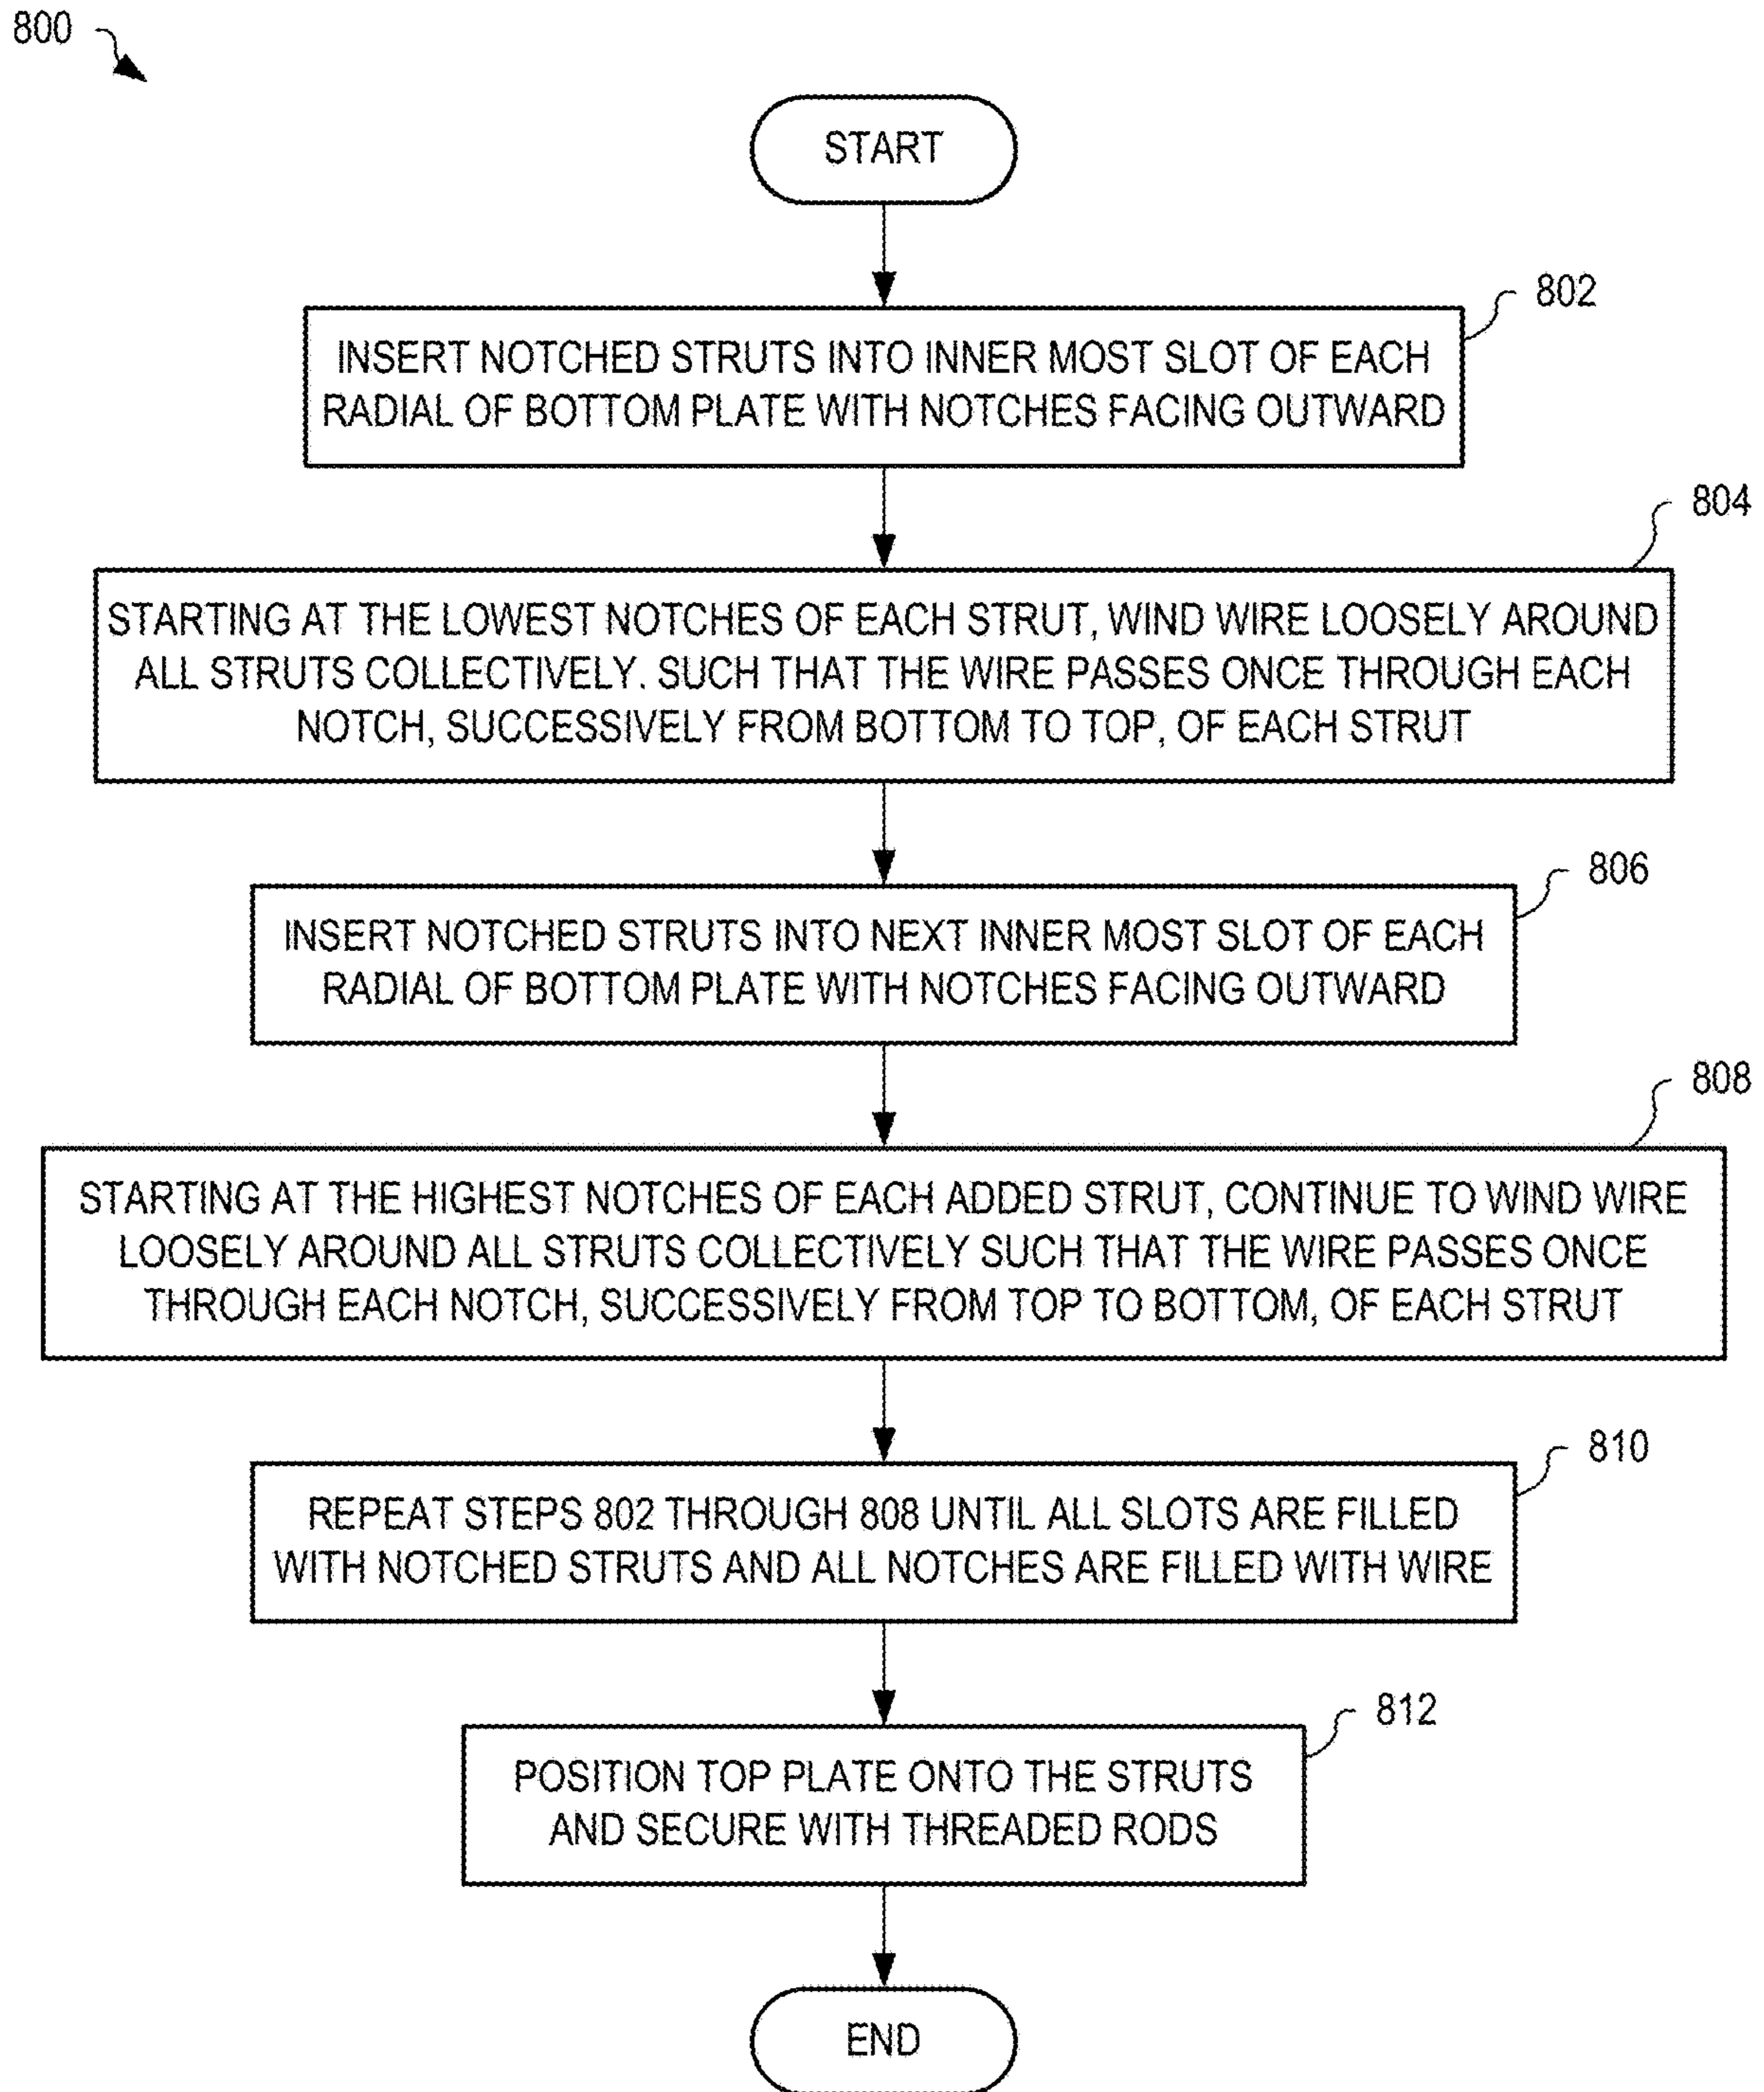 800
START
802
INSERT NOTCHED STRUTS INTO INNER MOST SLOT OF EACH
RADIAL OF BOTTOM PLATE WITH NOTCHES FACING OUTWARD
804
STARTING AT THE LOWEST NOTCHES OF EACH STRUT, WIND WIRE LOOSELY AROUND
ALL STRUTS COLLECTIVELY. SUCH THAT THE WIRE PASSES ONCE THROUGH EACH
NOTCH, SUCCESSIVELY FROM BOTTOM TO TOP, OF EACH STRUT
806
INSERT NOTCHED STRUTS INTO NEXT INNER MOST SLOT OF EACH
RADIAL OF BOTTOM PLATE WITH NOTCHES FACING OUTWARD
808
STARTING AT THE HIGHEST NOTCHES OF EACH ADDED STRUT, CONTINUE TO WIND WIRE
LOOSELY AROUND ALL STRUTS COLLECTIVELY SUCH THAT THE WIRE PASSES ONCE
THROUGH EACH NOTCH, SUCCESSIVELY FROM TOP TO BOTTOM, OF EACH STRUT
810
REPEAT STEPS 802 THROUGH 808 UNTIL ALL SLOTS ARE FILLED
WITH NOTCHED STRUTS AND ALL NOTCHES ARE FILLED WITH WIRE
812
POSITION TOP PLATE ONTO THE STRUTS
AND SECURE WITH THREADED RODS
END